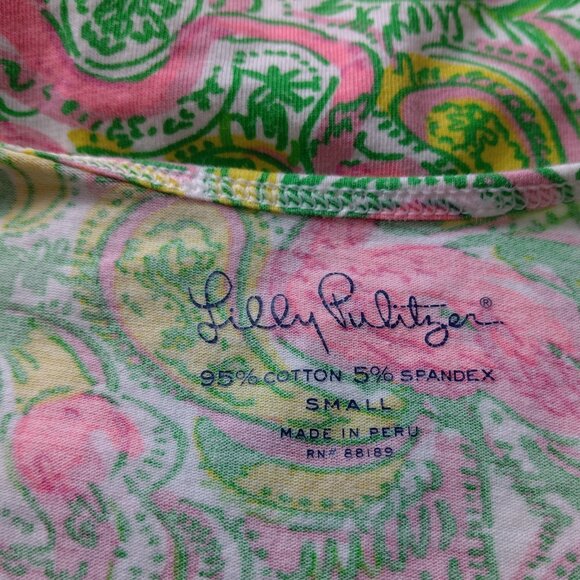 Lilly Pulitzer®
95% COTTON 5% SPANDEX
SMALL
MADE IN PERU
RN# 88189